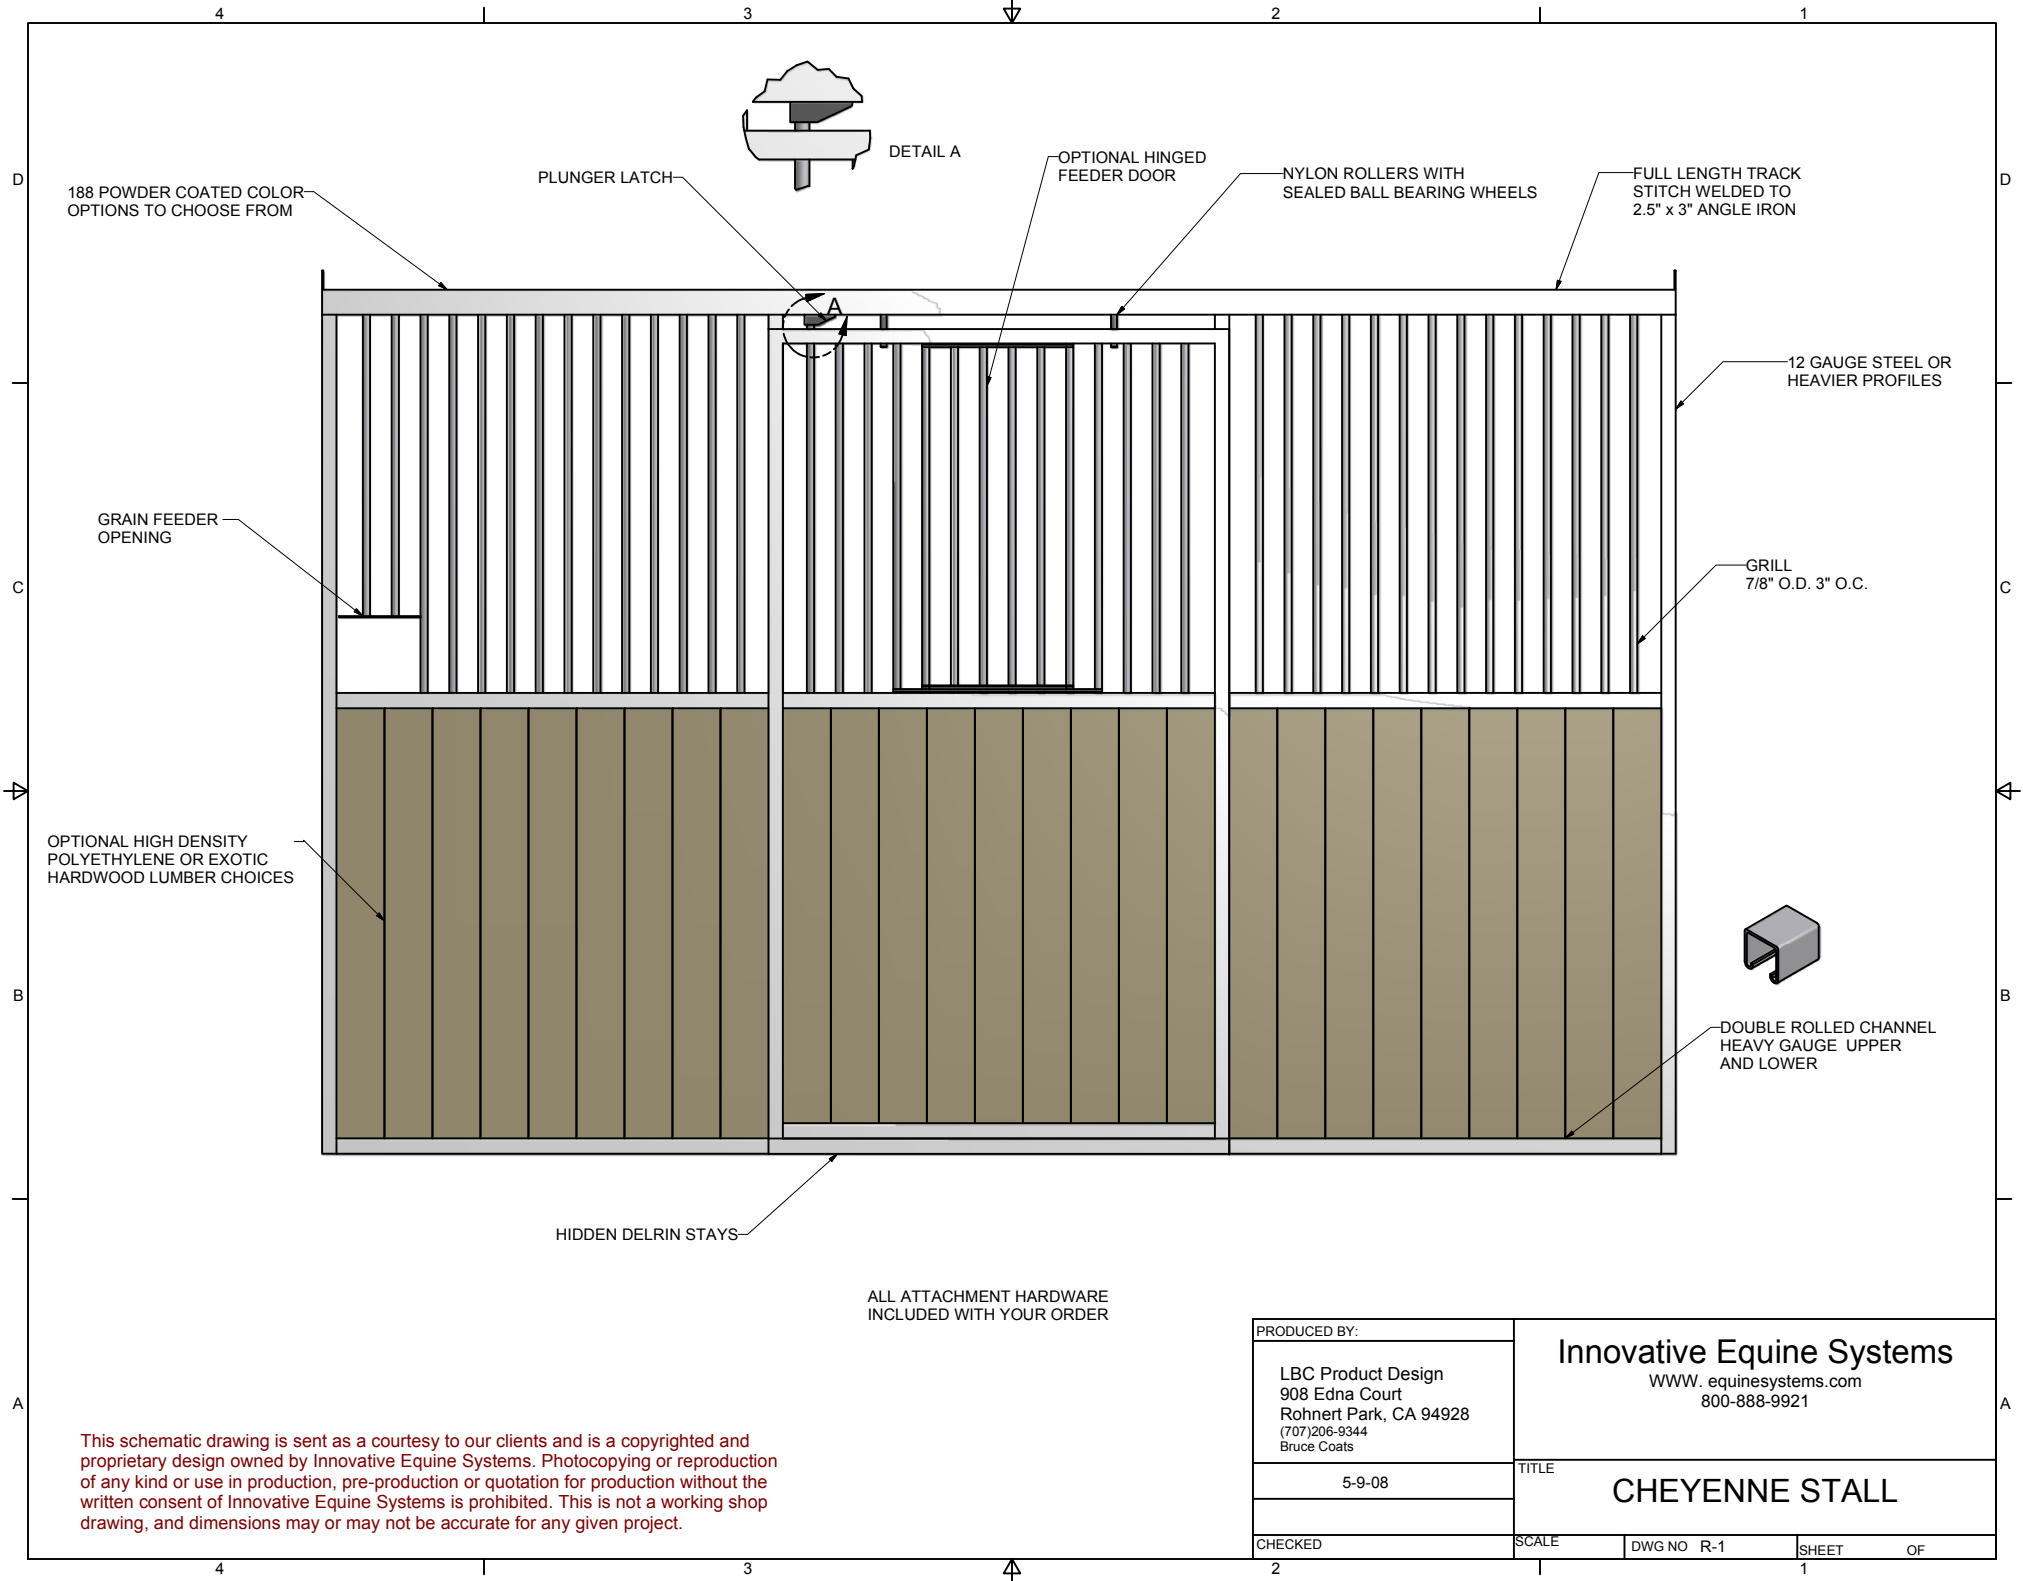 4 3 2 1
D
D
C
C
B
B
A
A
DETAIL A
PLUNGER LATCH
OPTIONAL HINGED
FEEDER DOOR
NYLON ROLLERS WITH
SEALED BALL BEARING WHEELS
FULL LENGTH TRACK
STITCH WELDED TO
2.5" x 3" ANGLE IRON
188 POWDER COATED COLOR
OPTIONS TO CHOOSE FROM
A
12 GAUGE STEEL OR
HEAVIER PROFILES
GRAIN FEEDER
OPENING
GRILL
7/8" O.D. 3" O.C.
OPTIONAL HIGH DENSITY
POLYETHYLENE OR EXOTIC
HARDWOOD LUMBER CHOICES
DOUBLE ROLLED CHANNEL
HEAVY GAUGE UPPER
AND LOWER
HIDDEN DELRIN STAYS
ALL ATTACHMENT HARDWARE
INCLUDED WITH YOUR ORDER
This schematic drawing is sent as a courtesy to our clients and is a copyrighted and
proprietary design owned by Innovative Equine Systems. Photocopying or reproduction
of any kind or use in production, pre-production or quotation for production without the
written consent of Innovative Equine Systems is prohibited. This is not a working shop
drawing, and dimensions may or may not be accurate for any given project.
PRODUCED BY:
LBC Product Design
908 Edna Court
Rohnert Park, CA 94928
(707)206-9344
Bruce Coats
5-9-08
CHECKED
Innovative Equine Systems
WWW. equinesystems.com
800-888-9921
TITLE
CHEYENNE STALL
SCALE
DWG NO R-1
SHEET OF
4 3 2 1